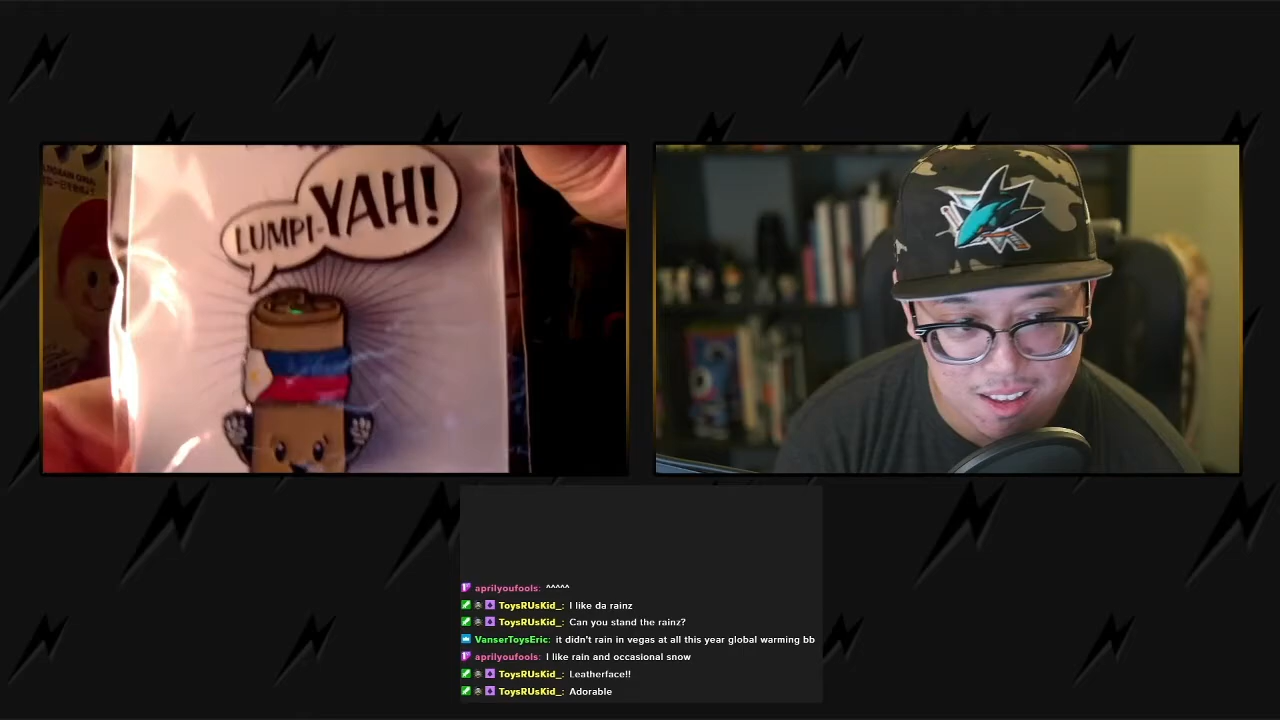 LUMPI-YAH!
aprilyoufools: ^^^^^
ToysRUsKid_: I like da rainz
ToysRUsKid_: Can you stand the rainz?
VanserToysEric: it didn't rain in vegas at all this year global warming bb
aprilyoufools: I like rain and occasional snow
ToysRUsKid_: Leatherface!!
ToysRUsKid_: Adorable